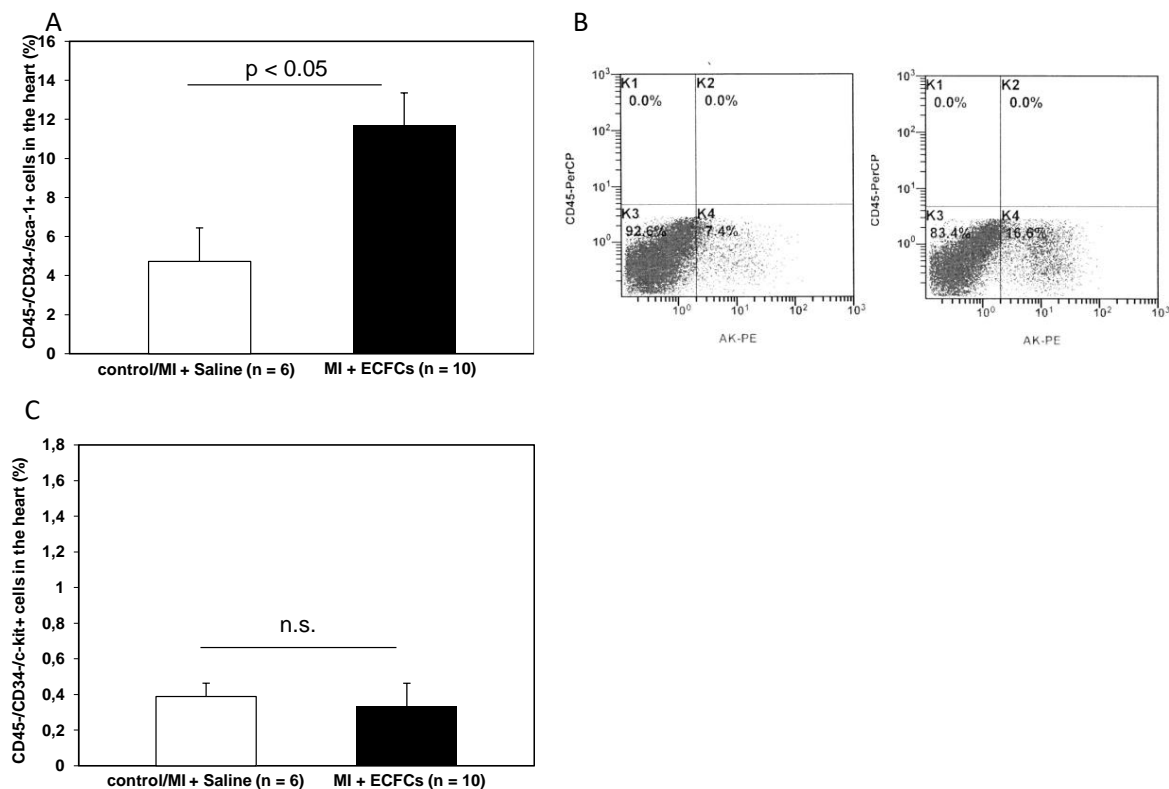 A
CD45-/CD34-/sca-1+ cells in the heart (%)
16
14
12
10
8
6
4
2
0
p < 0.05
control/MI + Saline (n = 6)
MI + ECFCs (n = 10)
B
CD45-PerCP
10³
10²
10¹
10⁰
K1
0.0%
K2
0.0%
K3
92.6%
K4
7.4%
10⁰ 10¹ 10² 10³
AK-PE
CD45-PerCP
10³
10²
10¹
10⁰
K1
0.0%
K2
0.0%
K3
83.4%
K4
16.6%
10⁰ 10¹ 10² 10³
AK-PE
C
CD45-/CD34-/c-kit+ cells in the heart (%)
1,8
1,6
1,4
1,2
1
0,8
0,6
0,4
0,2
0
n.s.
control/MI + Saline (n = 6)
MI + ECFCs (n = 10)